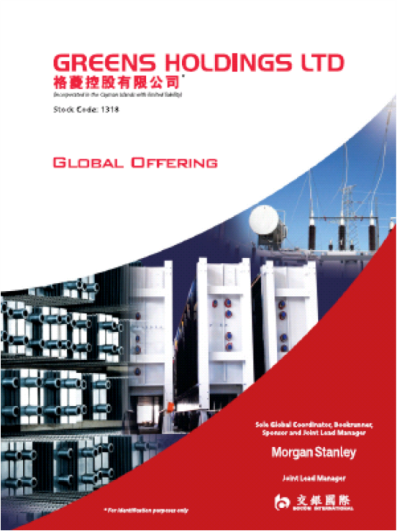 GREENS HOLDINGS LTD
格菱控股有限公司*
(incorporated in the Cayman Islands with limited liability)
Stock Code: 1318
GLOBAL OFFERING
Sole Global Coordinator, Bookrunner,
Sponsor and Joint Lead Manager
Morgan Stanley
Joint Lead Manager
交銀國際
BOCOM INTERNATIONAL
* For identification purposes only